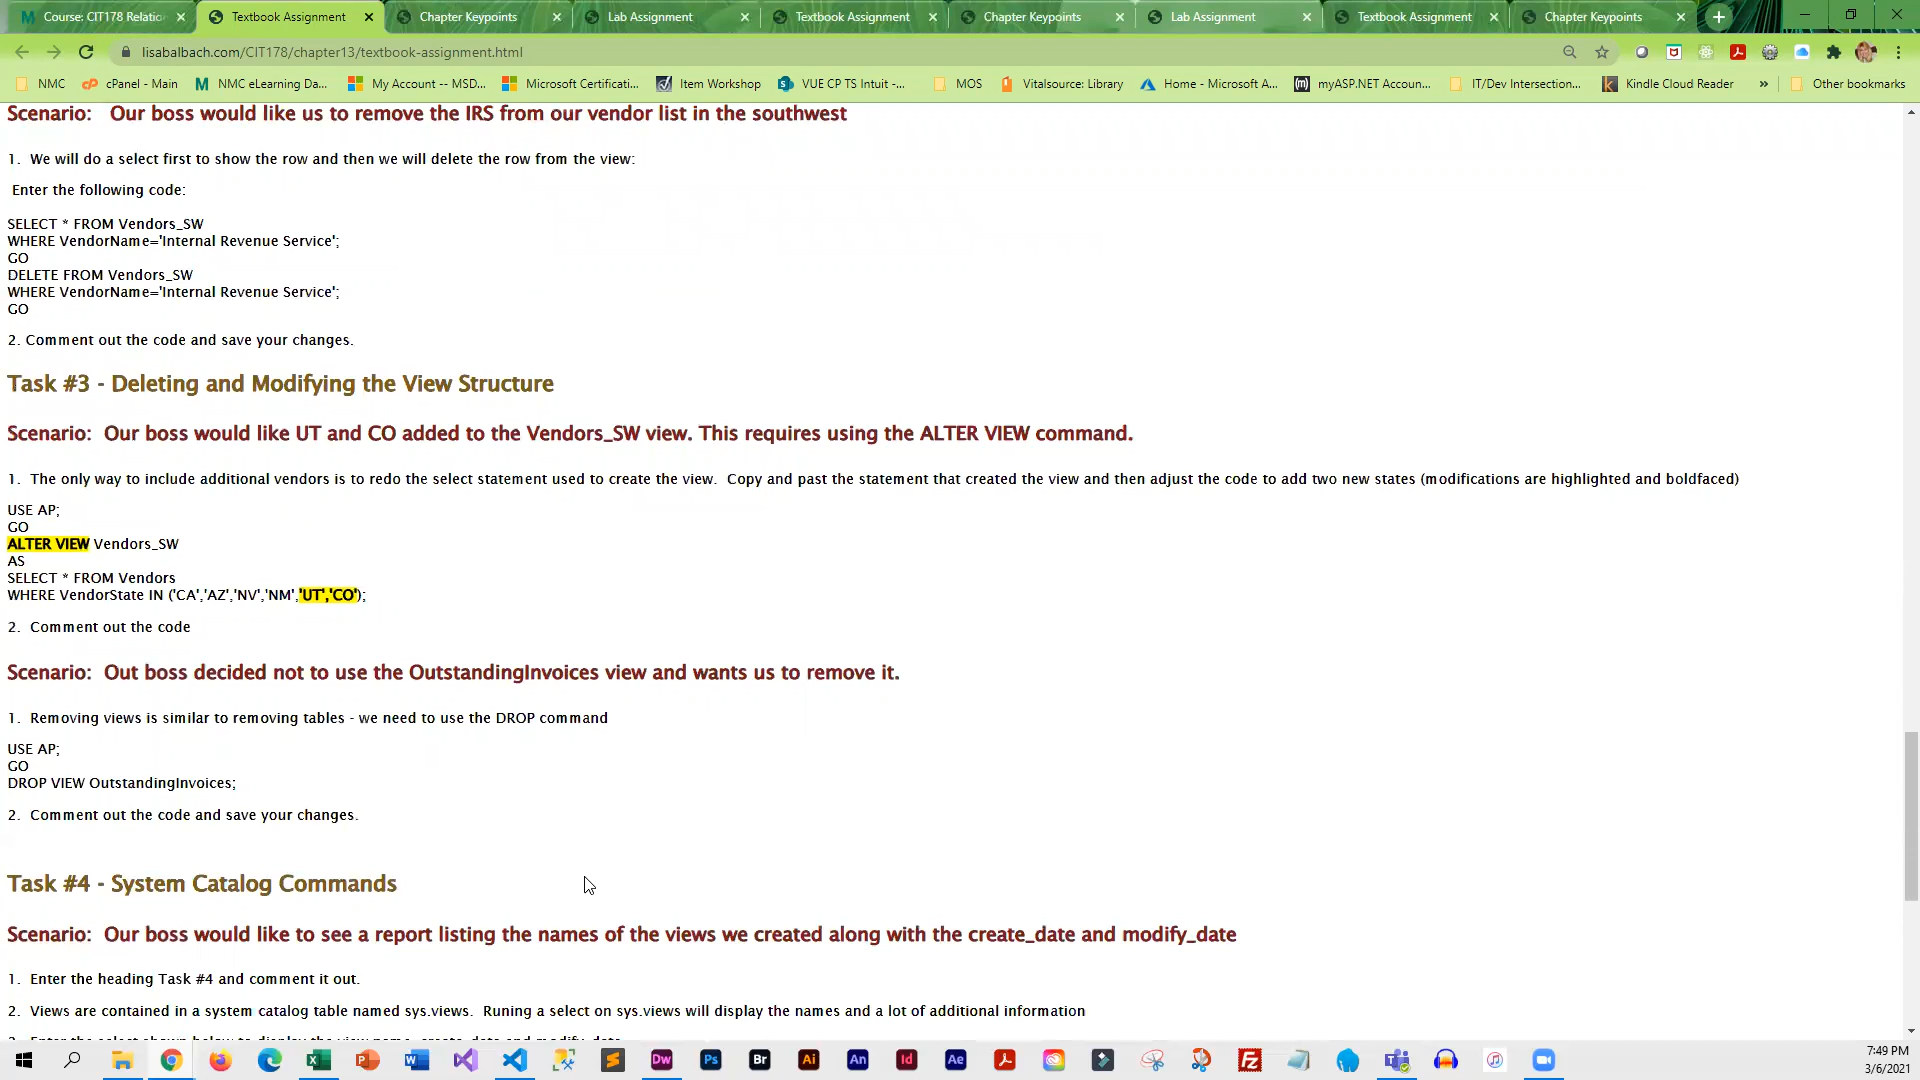 Course: CIT178 Relatio
Textbook Assignment
Chapter Keypoints
Lab Assignment
Textbook Assignment
Chapter Keypoints
Lab Assignment
Textbook Assignment
Chapter Keypoints
lisabalbach.com/CIT178/chapter13/textbook-assignment.html
NMC
cPanel - Main
NMC eLearning Da...
My Account -- MSD...
Microsoft Certificati...
Item Workshop
VUE CP TS Intuit -...
MOS
Vitalsource: Library
Home - Microsoft A...
myASP.NET Accoun...
IT/Dev Intersection...
Kindle Cloud Reader
»
Other bookmarks
Scenario: Our boss would like us to remove the IRS from our vendor list in the southwest
1. We will do a select first to show the row and then we will delete the row from the view:
Enter the following code:
SELECT * FROM Vendors_SW
WHERE VendorName='Internal Revenue Service';
GO
DELETE FROM Vendors_SW
WHERE VendorName='Internal Revenue Service';
GO
2. Comment out the code and save your changes.
Task #3 - Deleting and Modifying the View Structure
Scenario: Our boss would like UT and CO added to the Vendors_SW view. This requires using the ALTER VIEW command.
1. The only way to include additional vendors is to redo the select statement used to create the view. Copy and past the statement that created the view and then adjust the code to add two new states (modifications are highlighted and boldfaced)
USE AP;
GO
ALTER VIEW Vendors_SW
AS
SELECT * FROM Vendors
WHERE VendorState IN ('CA','AZ','NV','NM','UT','CO');
2. Comment out the code
Scenario: Out boss decided not to use the OutstandingInvoices view and wants us to remove it.
1. Removing views is similar to removing tables - we need to use the DROP command
USE AP;
GO
DROP VIEW OutstandingInvoices;
2. Comment out the code and save your changes.
Task #4 - System Catalog Commands
Scenario: Our boss would like to see a report listing the names of the views we created along with the create_date and modify_date
1. Enter the heading Task #4 and comment it out.
2. Views are contained in a system catalog table named sys.views. Runing a select on sys.views will display the names and a lot of additional information
7:49 PM
3/6/2021